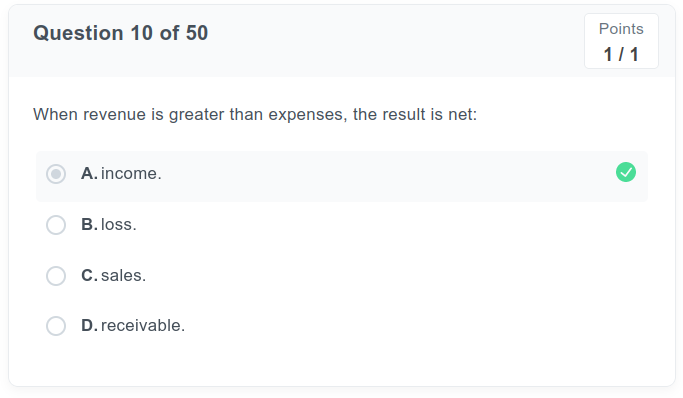 Question 10 of 50
Points
1 / 1
When revenue is greater than expenses, the result is net:
A. income.
B. loss.
C. sales.
D. receivable.